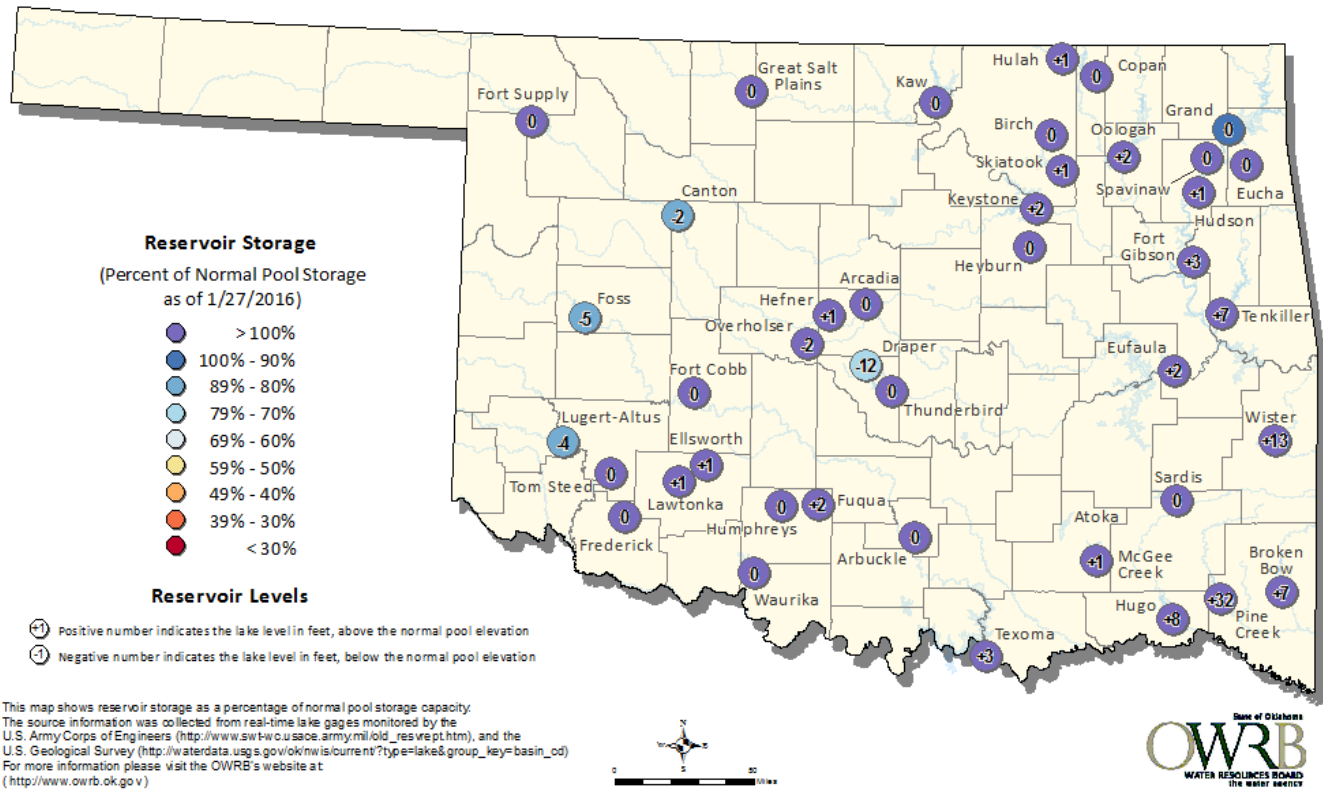 Hulah
+1
Copan
0
Great Salt
Plains
0
Kaw
0
Fort Supply
0
Grand
0
Birch
0
Oologah
+2
Skiatook
+1
Spavinaw
0
0
Eucha
+1
Hudson
Canton
-2
Keystone
+2
Heyburn
0
Fort
Gibson
+3
Reservoir Storage
(Percent of Normal Pool Storage
as of 1/27/2016)
> 100%
100% - 90%
89% - 80%
79% - 70%
69% - 60%
59% - 50%
49% - 40%
39% - 30%
< 30%
Foss
-5
Arcadia
0
Hefner
+1
Overholser
-2
Draper
-12
Thunderbird
0
Tenkiller
+7
Eufaula
+2
Fort Cobb
0
Lugert-Altus
-4
Ellsworth
+1
Wister
+13
Tom Steed
0
Lawtonka
+1
Frederick
0
Humphreys
0
+2
Fuqua
Sardis
0
Arbuckle
0
Atoka
+1
McGee
Creek
Broken
Bow
+7
Waurika
0
Hugo
+8
+32
Pine
Creek
Texoma
+3
Reservoir Levels
+1 Positive number indicates the lake level in feet, above the normal pool elevation
-1 Negative number indicates the lake level in feet, below the normal pool elevation
This map shows reservoir storage as a percentage of normal pool storage capacity.
The source information was collected from real-time lake gages monitored by the
U.S. Army Corps of Engineers (http://www.swt-wc.usace.army.mil/old_resvrept.htm), and the
U.S. Geological Survey (http://waterdata.usgs.gov/ok/nwis/current/?type=lake&group_key=basin_cd)
For more information please visit the OWRB's website at
(http://www.owrb.ok.gov)
N
W E
S
0 50
Miles
State of Oklahoma
OWRB
WATER RESOURCES BOARD
the water agency